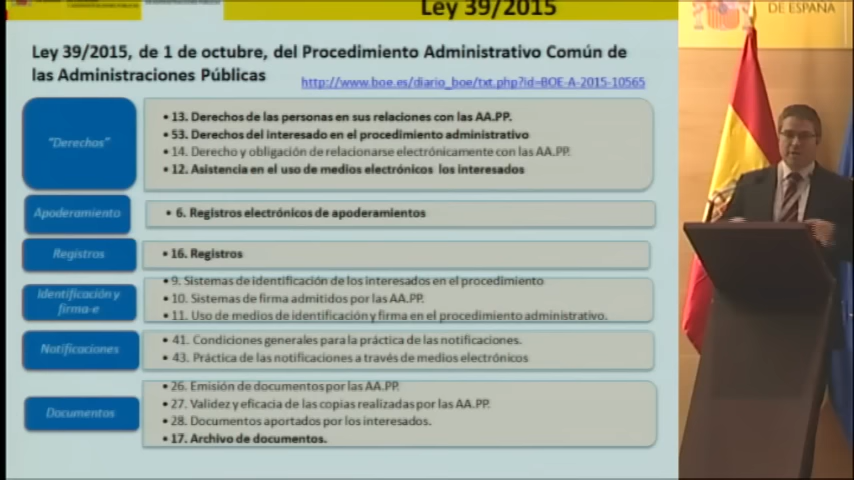 Ley 39/2015
DE ESPAÑA
Ley 39/2015, de 1 de octubre, del Procedimiento Administrativo Común de
las Administraciones Públicas
http://www.boe.es/diario_boe/txt.php?id=BOE-A-2015-10565
"Derechos"
• 13. Derechos de las personas en sus relaciones con las AA.PP.
• 53. Derechos del interesado en el procedimiento administrativo
• 14. Derecho y obligación de relacionarse electrónicamente con las AA.PP.
• 12. Asistencia en el uso de medios electrónicos los interesados
Apoderamiento
• 6. Registros electrónicos de apoderamientos
Registros
• 16. Registros
Identificación y
firma-e
• 9. Sistemas de identificación de los interesados en el procedimiento
• 10. Sistemas de firma admitidos por las AA.PP.
• 11. Uso de medios de identificación y firma en el procedimiento administrativo.
Notificaciones
• 41. Condiciones generales para la práctica de las notificaciones.
• 43. Práctica de las notificaciones a través de medios electrónicos
Documentos
• 26. Emisión de documentos por las AA.PP.
• 27. Validez y eficacia de las copias realizadas por las AA.PP.
• 28. Documentos aportados por los interesados.
• 17. Archivo de documentos.